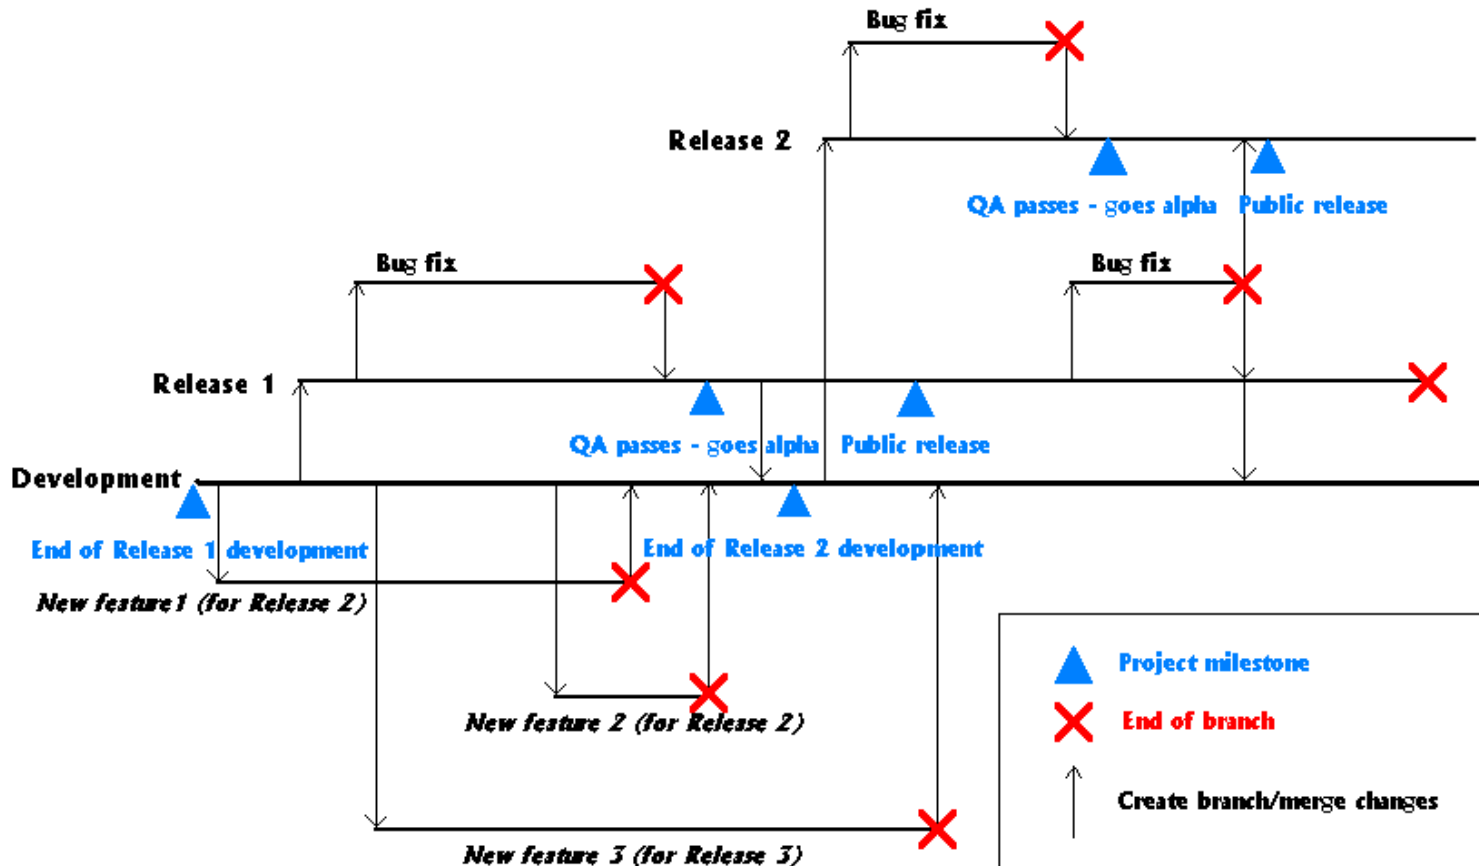 Bug fix
Release 2
QA passes - goes alpha
Public release
Bug fix
Bug fix
Release 1
QA passes - goes alpha
Public release
Development
End of Release 1 development
End of Release 2 development
New feature1 (for Release 2)
Project milestone
New feature 2 (for Release 2)
End of branch
Create branch/merge changes
New feature 3 (for Release 3)